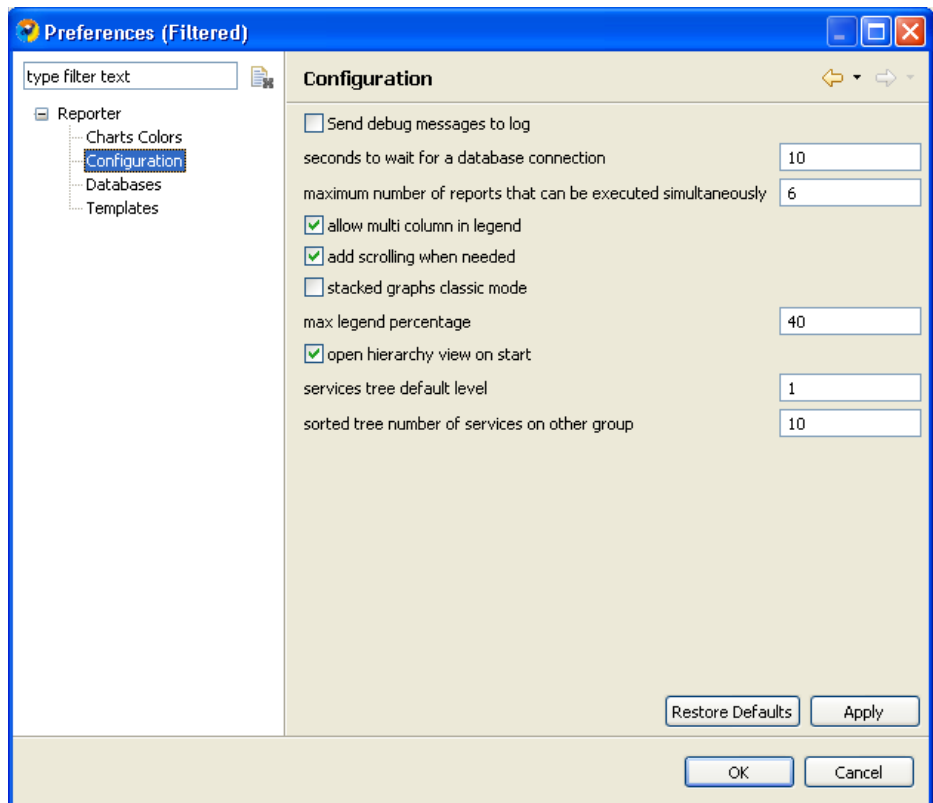 Preferences (Filtered)
type filter text
Reporter
Charts Colors
Configuration
Databases
Templates
Configuration
Send debug messages to log
seconds to wait for a database connection 10
maximum number of reports that can be executed simultaneously 6
allow multi column in legend
add scrolling when needed
stacked graphs classic mode
max legend percentage 40
open hierarchy view on start
services tree default level 1
sorted tree number of services on other group 10
Restore Defaults Apply
OK Cancel